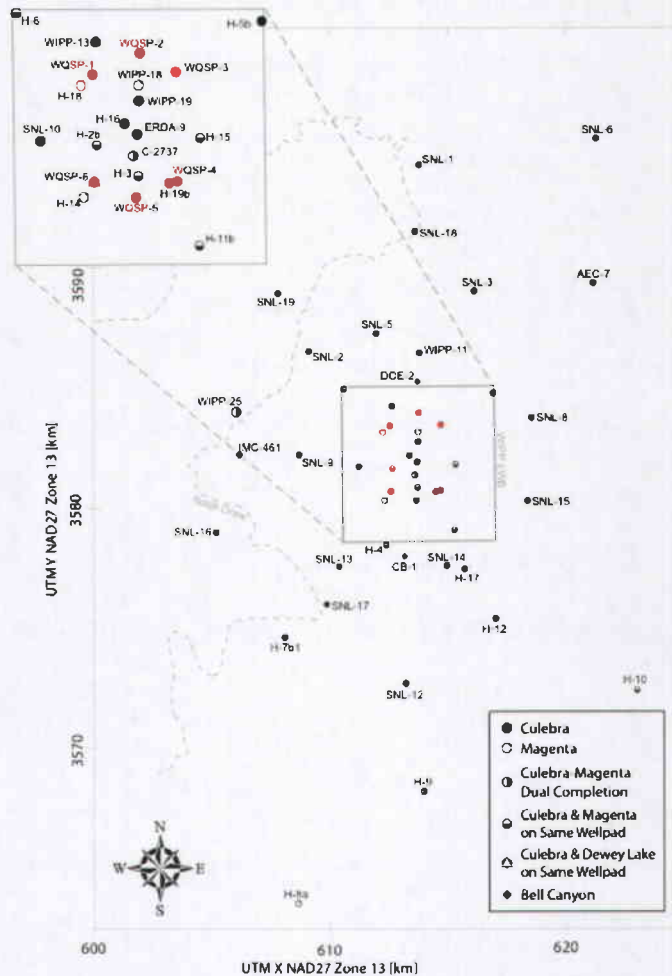 H-6
H-5b
WIPP-13
WQSP-2
WQSP-1
WQSP-3
WIPP-18
H-18
WIPP-19
H-16
SNL-10
ERDA-9
H-2b
H-15
C-2737
WQSP-6
H-3
WQSP-4
H-19b
H-14
WQSP-5
H-11b
SNL-6
SNL-1
SNL-18
3590
SNL-19
SNL-3
AEC-7
SNL-5
SNL-2
WIPP-11
DOE-2
WIPP-25
SNL-8
WIPP LWB
IMC-461
SNL-9
3580
SNL-15
SNL-16
H-4
SNL-13
CB-1
SNL-14
H-17
SNL-17
H-12
H-7b1
SNL-12
H-10
3570
H-9
H-8a
UTM Y NAD27 Zone 13 [km]
N
W E
S
Culebra
Magenta
Culebra-Magenta
Dual Completion
Culebra & Magenta
on Same Wellpad
Culebra & Dewey Lake
on Same Wellpad
Bell Canyon
600
610
620
UTM X NAD27 Zone 13 [km]